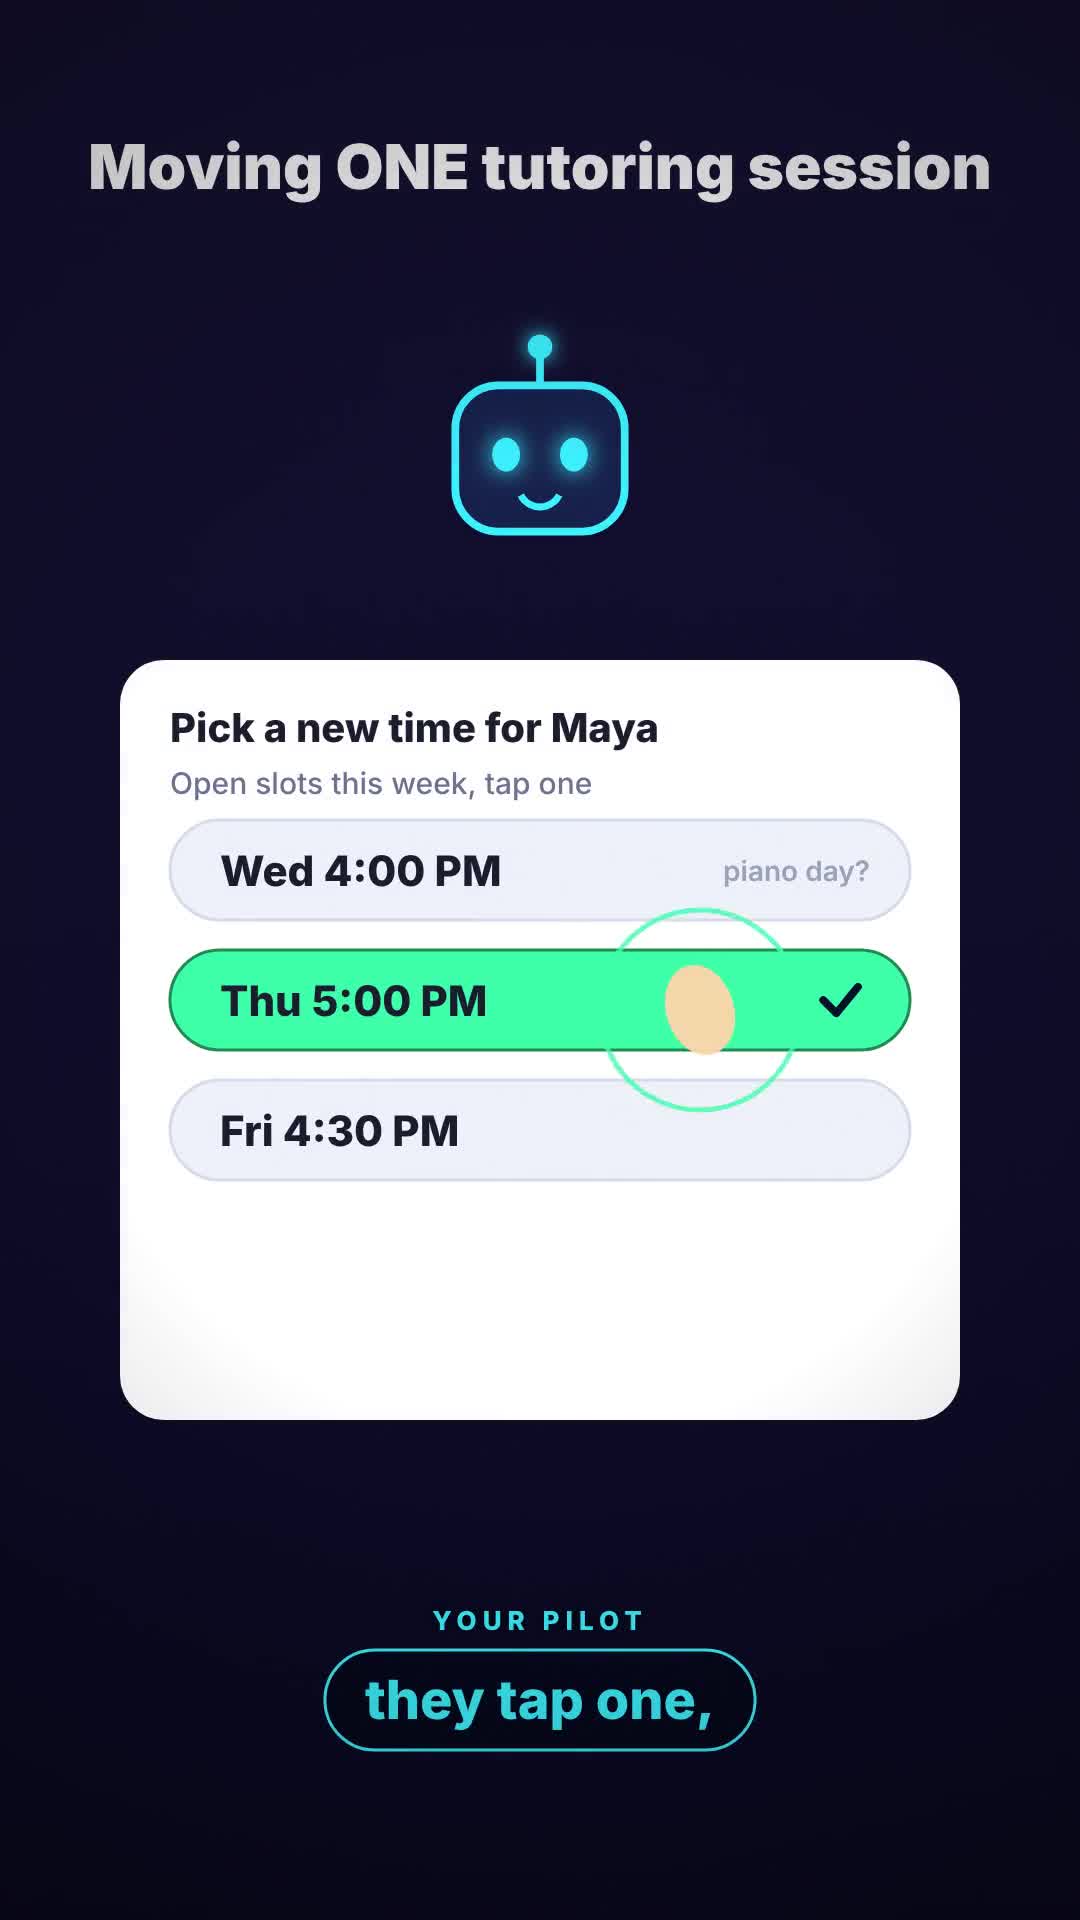 Moving ONE tutoring session
Pick a new time for Maya
Open slots this week, tap one
Wed 4:00 PM piano day?
Thu 5:00 PM
Fri 4:30 PM
YOUR PILOT
they tap one,